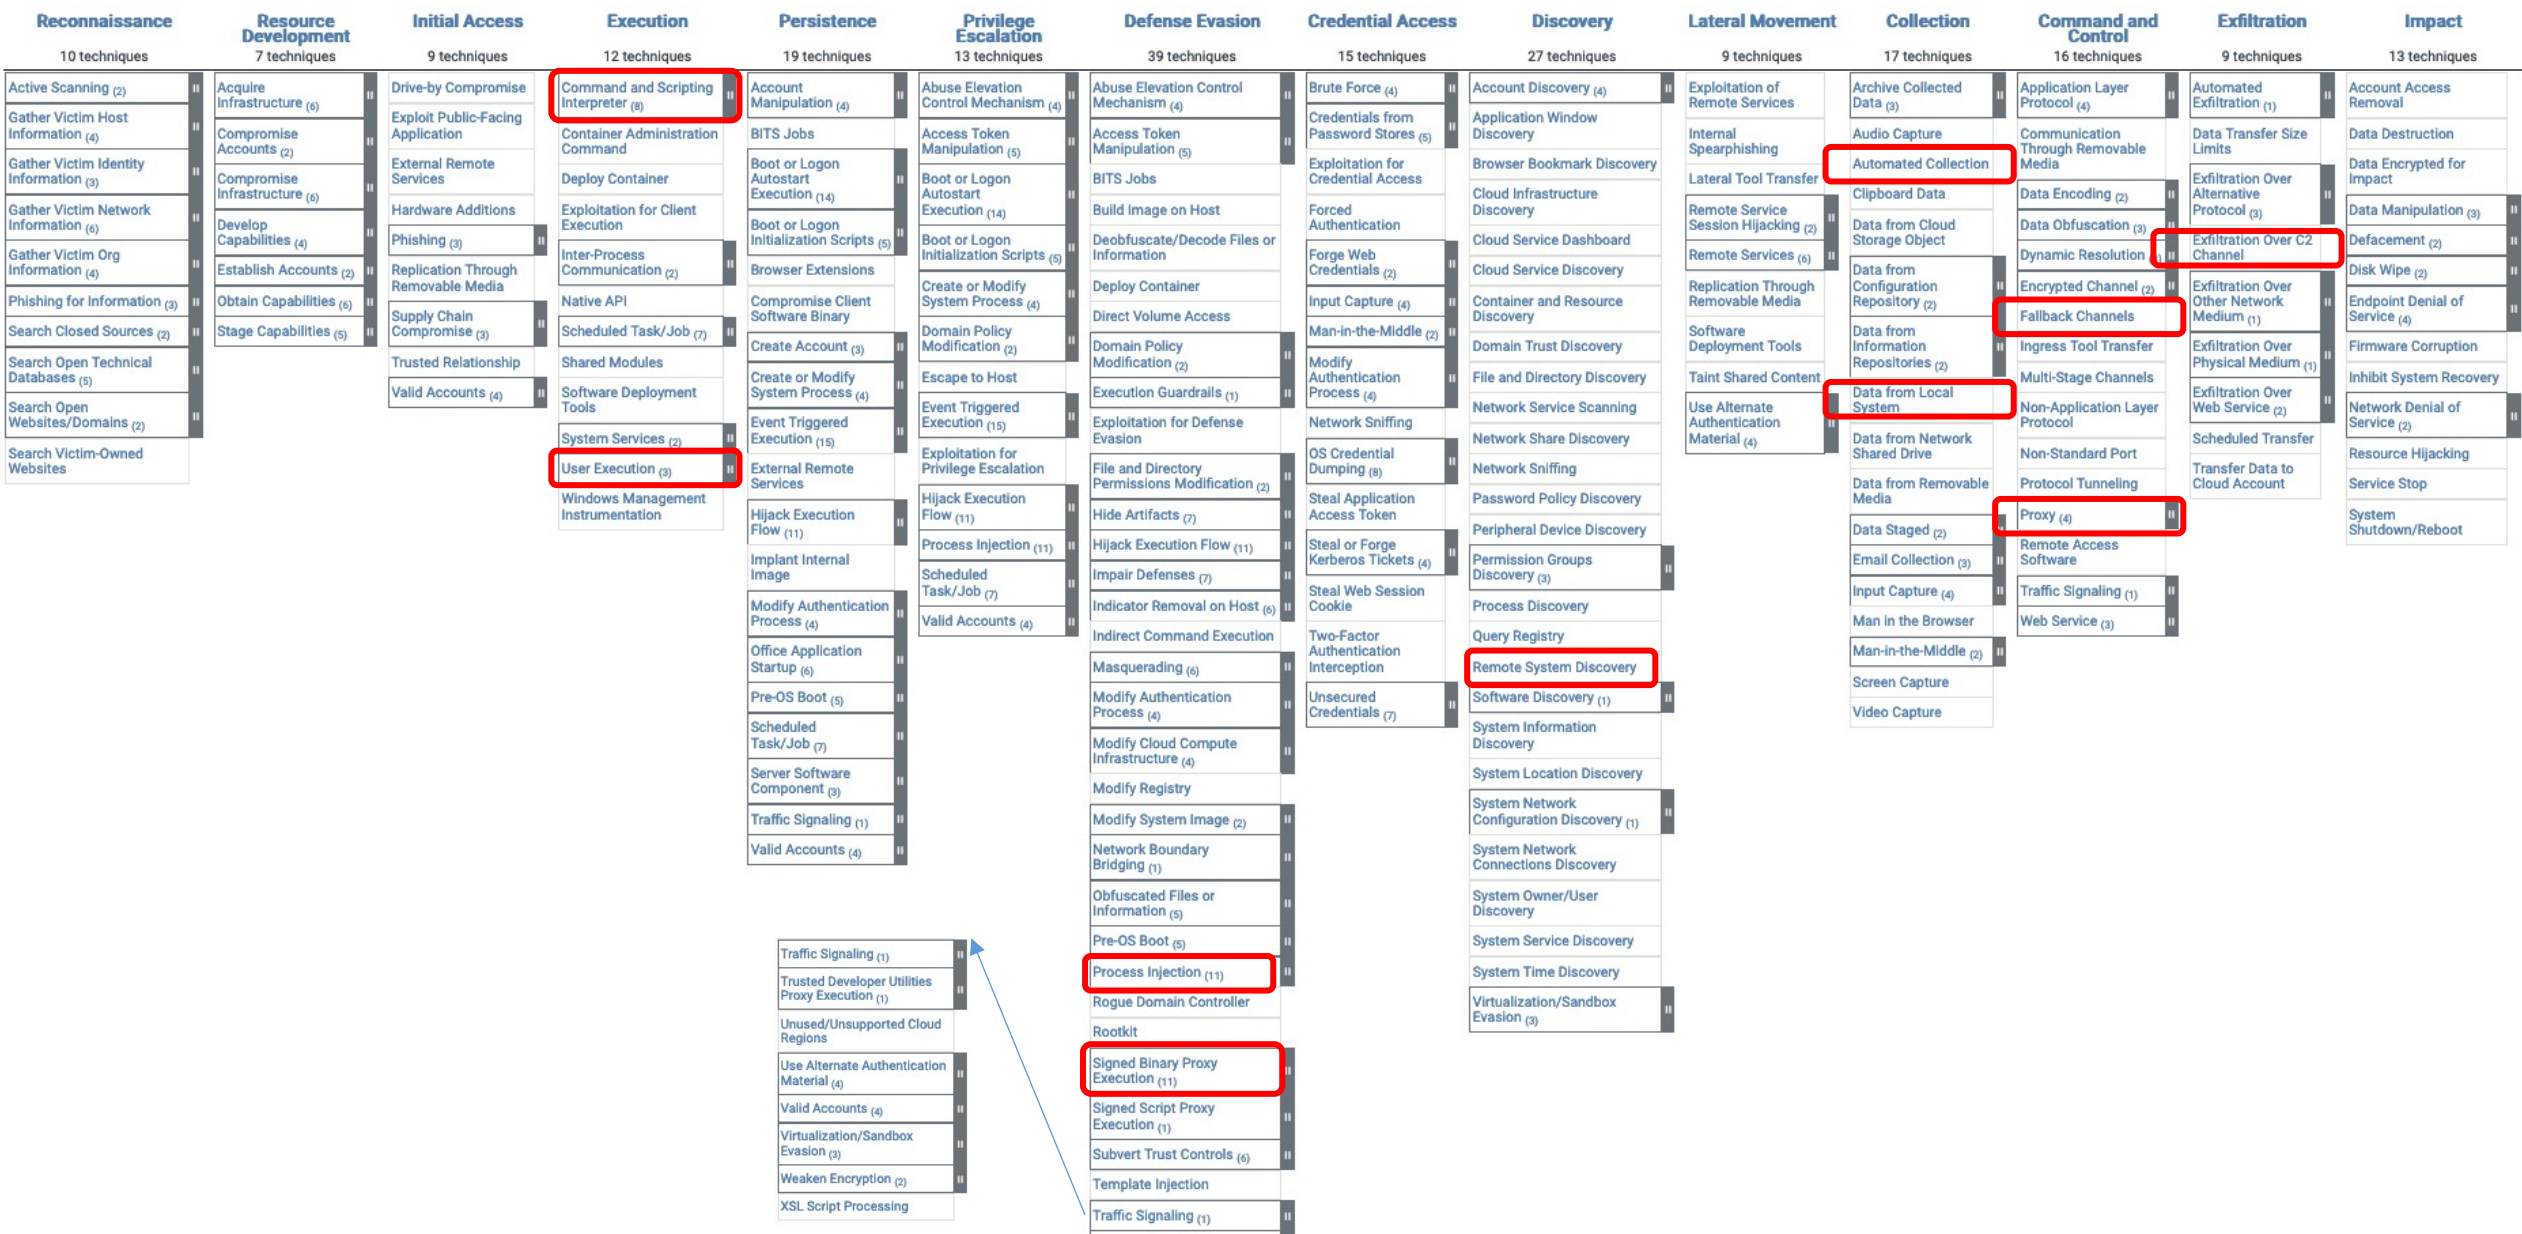 Reconnaissance
10 techniques
Active Scanning (2)
Gather Victim Host
Information (4)
Gather Victim Identity
Information (3)
Gather Victim Network
Information (6)
Gather Victim Org
Information (4)
Phishing for Information (3)
Search Closed Sources (2)
Search Open Technical
Databases (5)
Search Open
Websites/Domains (2)
Search Victim-Owned
Websites
Resource
Development
7 techniques
Acquire
Infrastructure (6)
Compromise
Accounts (2)
Compromise
Infrastructure (6)
Develop
Capabilities (4)
Establish Accounts (2)
Obtain Capabilities (6)
Stage Capabilities (5)
Initial Access
9 techniques
Drive-by Compromise
Exploit Public-Facing
Application
External Remote
Services
Hardware Additions
Phishing (3)
Replication Through
Removable Media
Supply Chain
Compromise (3)
Trusted Relationship
Valid Accounts (4)
Execution
12 techniques
Command and Scripting
Interpreter (8)
Container Administration
Command
Deploy Container
Exploitation for Client
Execution
Inter-Process
Communication (2)
Native API
Scheduled Task/Job (7)
Shared Modules
Software Deployment
Tools
System Services (2)
User Execution (3)
Windows Management
Instrumentation
Persistence
19 techniques
Account
Manipulation (4)
BITS Jobs
Boot or Logon
Autostart
Execution (14)
Boot or Logon
Initialization Scripts (5)
Browser Extensions
Compromise Client
Software Binary
Create Account (3)
Create or Modify
System Process (4)
Event Triggered
Execution (15)
External Remote
Services
Hijack Execution
Flow (11)
Implant Internal
Image
Modify Authentication
Process (4)
Office Application
Startup (6)
Pre-OS Boot (5)
Scheduled
Task/Job (7)
Server Software
Component (3)
Traffic Signaling (1)
Valid Accounts (4)
Privilege
Escalation
13 techniques
Abuse Elevation
Control Mechanism (4)
Access Token
Manipulation (5)
Boot or Logon
Autostart
Execution (14)
Boot or Logon
Initialization Scripts (5)
Create or Modify
System Process (4)
Domain Policy
Modification (2)
Escape to Host
Event Triggered
Execution (15)
Exploitation for
Privilege Escalation
Hijack Execution
Flow (11)
Process Injection (11)
Scheduled
Task/Job (7)
Valid Accounts (4)
Defense Evasion
39 techniques
Abuse Elevation Control
Mechanism (4)
Access Token
Manipulation (5)
BITS Jobs
Build Image on Host
Deobfuscate/Decode Files or
Information
Deploy Container
Direct Volume Access
Domain Policy
Modification (2)
Execution Guardrails (1)
Exploitation for Defense
Evasion
File and Directory
Permissions Modification (2)
Hide Artifacts (7)
Hijack Execution Flow (11)
Impair Defenses (7)
Indicator Removal on Host (6)
Indirect Command Execution
Masquerading (6)
Modify Authentication
Process (4)
Modify Cloud Compute
Infrastructure (4)
Modify Registry
Modify System Image (2)
Network Boundary
Bridging (1)
Obfuscated Files or
Information (5)
Pre-OS Boot (5)
Process Injection (11)
Rogue Domain Controller
Rootkit
Signed Binary Proxy
Execution (11)
Signed Script Proxy
Execution (1)
Subvert Trust Controls (6)
Template Injection
Traffic Signaling (1)
Traffic Signaling (1)
Trusted Developer Utilities
Proxy Execution (1)
Unused/Unsupported Cloud
Regions
Use Alternate Authentication
Material (4)
Valid Accounts (4)
Virtualization/Sandbox
Evasion (3)
Weaken Encryption (2)
XSL Script Processing
Credential Access
15 techniques
Brute Force (4)
Credentials from
Password Stores (5)
Exploitation for
Credential Access
Forced
Authentication
Forge Web
Credentials (2)
Input Capture (4)
Man-in-the-Middle (2)
Modify
Authentication
Process (4)
Network Sniffing
OS Credential
Dumping (8)
Steal Application
Access Token
Steal or Forge
Kerberos Tickets (4)
Steal Web Session
Cookie
Two-Factor
Authentication
Interception
Unsecured
Credentials (7)
Discovery
27 techniques
Account Discovery (4)
Application Window
Discovery
Browser Bookmark Discovery
Cloud Infrastructure
Discovery
Cloud Service Dashboard
Cloud Service Discovery
Container and Resource
Discovery
Domain Trust Discovery
File and Directory Discovery
Network Service Scanning
Network Share Discovery
Network Sniffing
Password Policy Discovery
Peripheral Device Discovery
Permission Groups
Discovery (3)
Process Discovery
Query Registry
Remote System Discovery
Software Discovery (1)
System Information
Discovery
System Location Discovery
System Network
Configuration Discovery (1)
System Network
Connections Discovery
System Owner/User
Discovery
System Service Discovery
System Time Discovery
Virtualization/Sandbox
Evasion (3)
Lateral Movement
9 techniques
Exploitation of
Remote Services
Internal
Spearphishing
Lateral Tool Transfer
Remote Service
Session Hijacking (2)
Remote Services (6)
Replication Through
Removable Media
Software
Deployment Tools
Taint Shared Content
Use Alternate
Authentication
Material (4)
Collection
17 techniques
Archive Collected
Data (3)
Audio Capture
Automated Collection
Clipboard Data
Data from Cloud
Storage Object
Data from
Configuration
Repository (2)
Data from
Information
Repositories (2)
Data from Local
System
Data from Network
Shared Drive
Data from Removable
Media
Data Staged (2)
Email Collection (3)
Input Capture (4)
Man in the Browser
Man-in-the-Middle (2)
Screen Capture
Video Capture
Command and
Control
16 techniques
Application Layer
Protocol (4)
Communication
Through Removable
Media
Data Encoding (2)
Data Obfuscation (3)
Dynamic Resolution
Encrypted Channel (2)
Fallback Channels
Ingress Tool Transfer
Multi-Stage Channels
Non-Application Layer
Protocol
Non-Standard Port
Protocol Tunneling
Proxy (4)
Remote Access
Software
Traffic Signaling (1)
Web Service (3)
Exfiltration
9 techniques
Automated
Exfiltration (1)
Data Transfer Size
Limits
Exfiltration Over
Alternative
Protocol (3)
Exfiltration Over C2
Channel
Exfiltration Over
Other Network
Medium (1)
Exfiltration Over
Physical Medium (1)
Exfiltration Over
Web Service (2)
Scheduled Transfer
Transfer Data to
Cloud Account
Impact
13 techniques
Account Access
Removal
Data Destruction
Data Encrypted for
Impact
Data Manipulation (3)
Defacement (2)
Disk Wipe (2)
Endpoint Denial of
Service (4)
Firmware Corruption
Inhibit System Recovery
Network Denial of
Service (2)
Resource Hijacking
Service Stop
System
Shutdown/Reboot